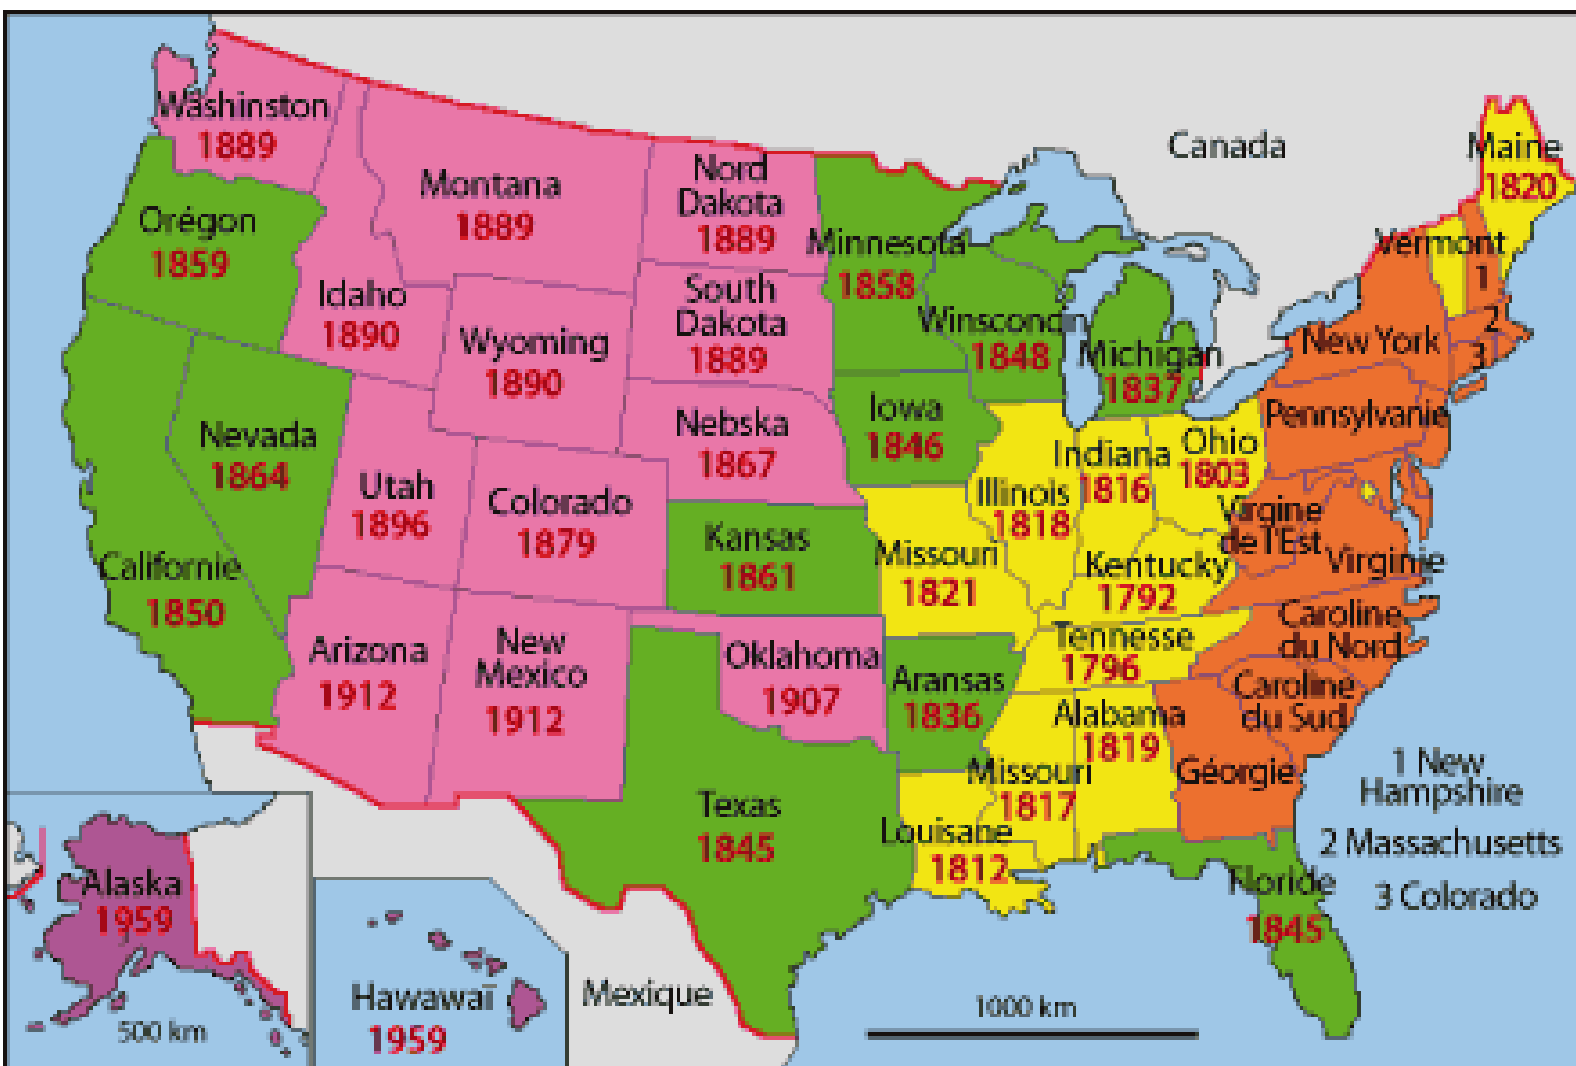 Washinston
1889
Orégon
1859
Californie
1850
Nevada
1864
Idaho
1890
Montana
1889
Wyoming
1890
Utah
1896
Colorado
1879
Arizona
1912
New
Mexico
1912
Nord
Dakota
1889
South
Dakota
1889
Nebska
1867
Kansas
1861
Oklahoma
1907
Texas
1845
Minnesota
1858
Iowa
1846
Missouri
1821
Aransas
1836
Louisane
1812
Winsconcin
1848
Michigan
1837
Illinois
1818
Indiana
1816
Ohio
1803
Kentucky
1792
Tennesse
1796
Alabama
1819
Missouri
1817
Géorgie
Floride
1845
Caroline
du Sud
Caroline
du Nord
Virginie
Virgine
de l'Est
Pennsylvanie
New York
Vermont
Maine
1820
1
2
3
Canada
Mexique
1 New
Hampshire
2 Massachusetts
3 Colorado
1000 km
Alaska
1959
500 km
Hawawaï
1959